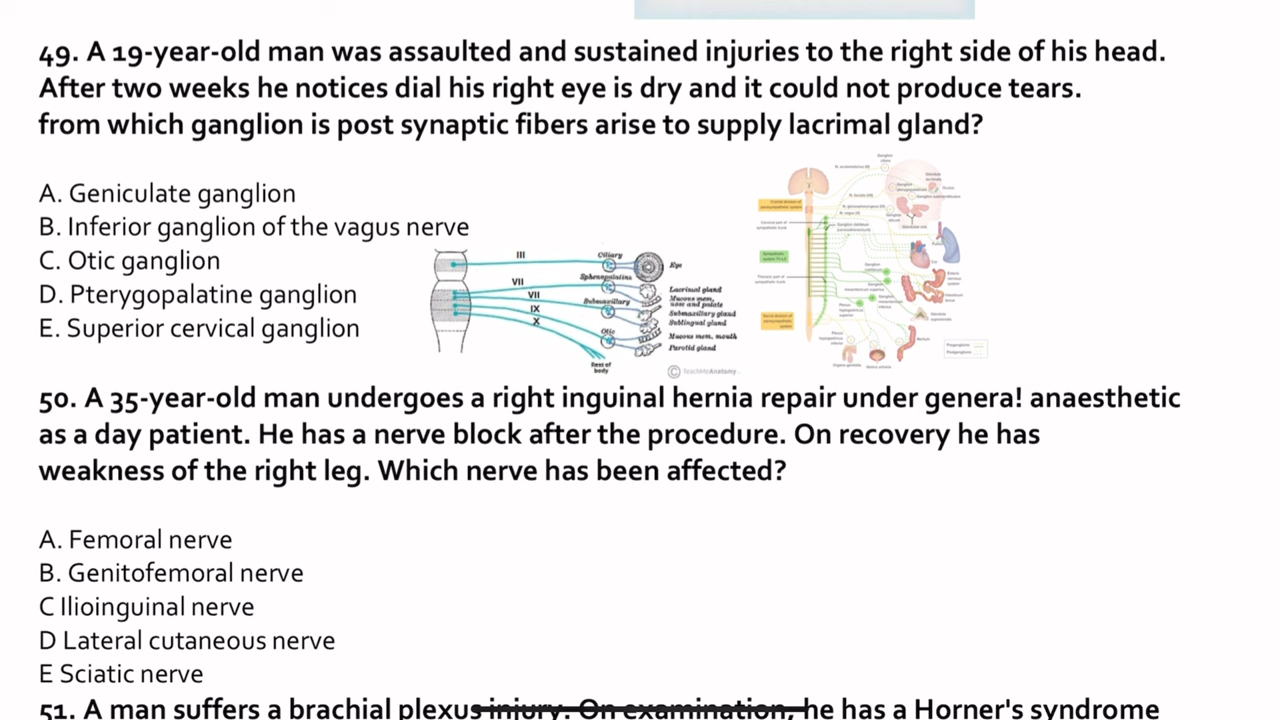 49. A 19-year-old man was assaulted and sustained injuries to the right side of his head.
After two weeks he notices dial his right eye is dry and it could not produce tears.
from which ganglion is post synaptic fibers arise to supply lacrimal gland?
A. Geniculate ganglion
B. Inferior ganglion of the vagus nerve
C. Otic ganglion
D. Pterygopalatine ganglion
E. Superior cervical ganglion
III
Ciliary
Eye
VII
Sphenopalatine
Lacrimal gland
VII
Mucous mem,
nose and palate
Submaxillary
Submaxillary gland
IX
Sublingual gland
X
Otic
Mucous mem, mouth
Parotid gland
Rest of
body
© TeachMeAnatomy
50. A 35-year-old man undergoes a right inguinal hernia repair under genera! anaesthetic
as a day patient. He has a nerve block after the procedure. On recovery he has
weakness of the right leg. Which nerve has been affected?
A. Femoral nerve
B. Genitofemoral nerve
C Ilioinguinal nerve
D Lateral cutaneous nerve
E Sciatic nerve
51. A man suffers a brachial plexus injury. On examination, he has a Horner's syndrome